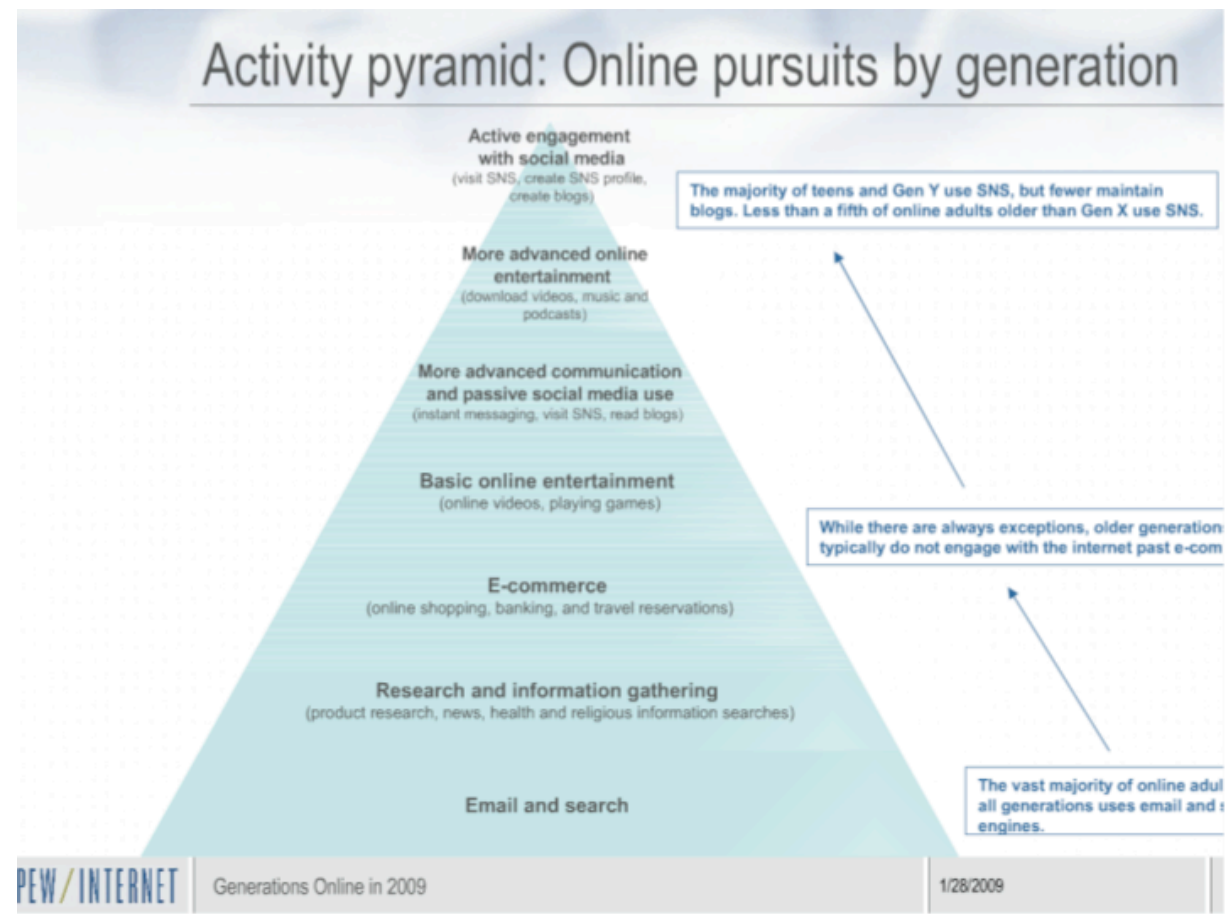 Activity pyramid: Online pursuits by generation
Active engagement
with social media
(visit SNS, create SNS profile,
create blogs)
The majority of teens and Gen Y use SNS, but fewer maintain
blogs. Less than a fifth of online adults older than Gen X use SNS.
More advanced online
entertainment
(download videos, music and
podcasts)
More advanced communication
and passive social media use
(instant messaging, visit SNS, read blogs)
Basic online entertainment
(online videos, playing games)
While there are always exceptions, older generation
typically do not engage with the internet past e-com
E-commerce
(online shopping, banking, and travel reservations)
Research and information gathering
(product research, news, health and religious information searches)
The vast majority of online adul
all generations uses email and s
engines.
Email and search
PEW/INTERNET
Generations Online in 2009
1/28/2009